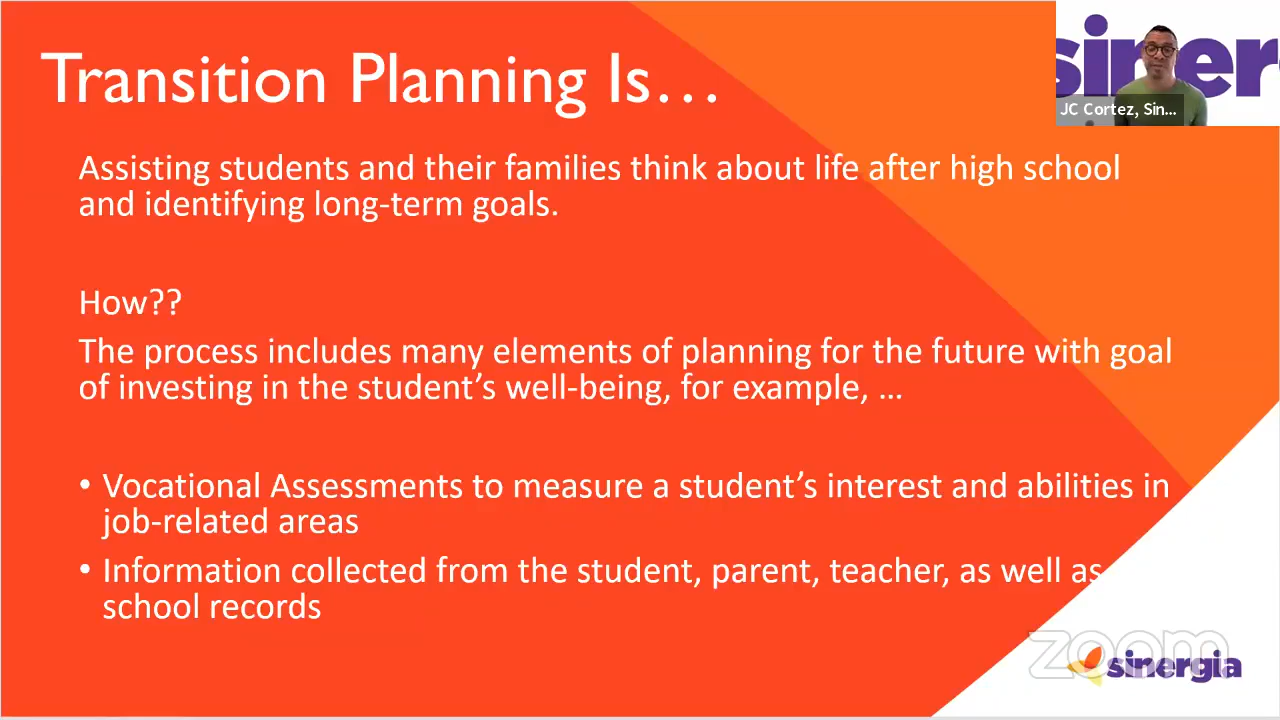 Transition Planning Is…
siner
JC Cortez, Sin...
Assisting students and their families think about life after high school
and identifying long-term goals.
How??
The process includes many elements of planning for the future with goal
of investing in the student’s well-being, for example, …
• Vocational Assessments to measure a student’s interest and abilities in
job-related areas
• Information collected from the student, parent, teacher, as well as
school records
zoom
sinergia